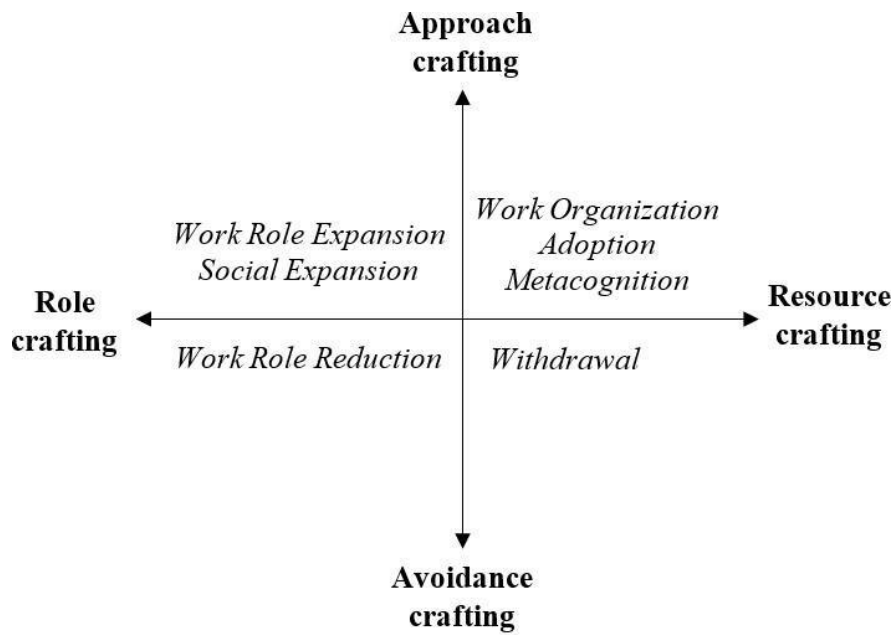 Approach
crafting
Work Role Expansion
Social Expansion
Work Organization
Adoption
Metacognition
Role
crafting
Resource
crafting
Work Role Reduction
Withdrawal
Avoidance
crafting